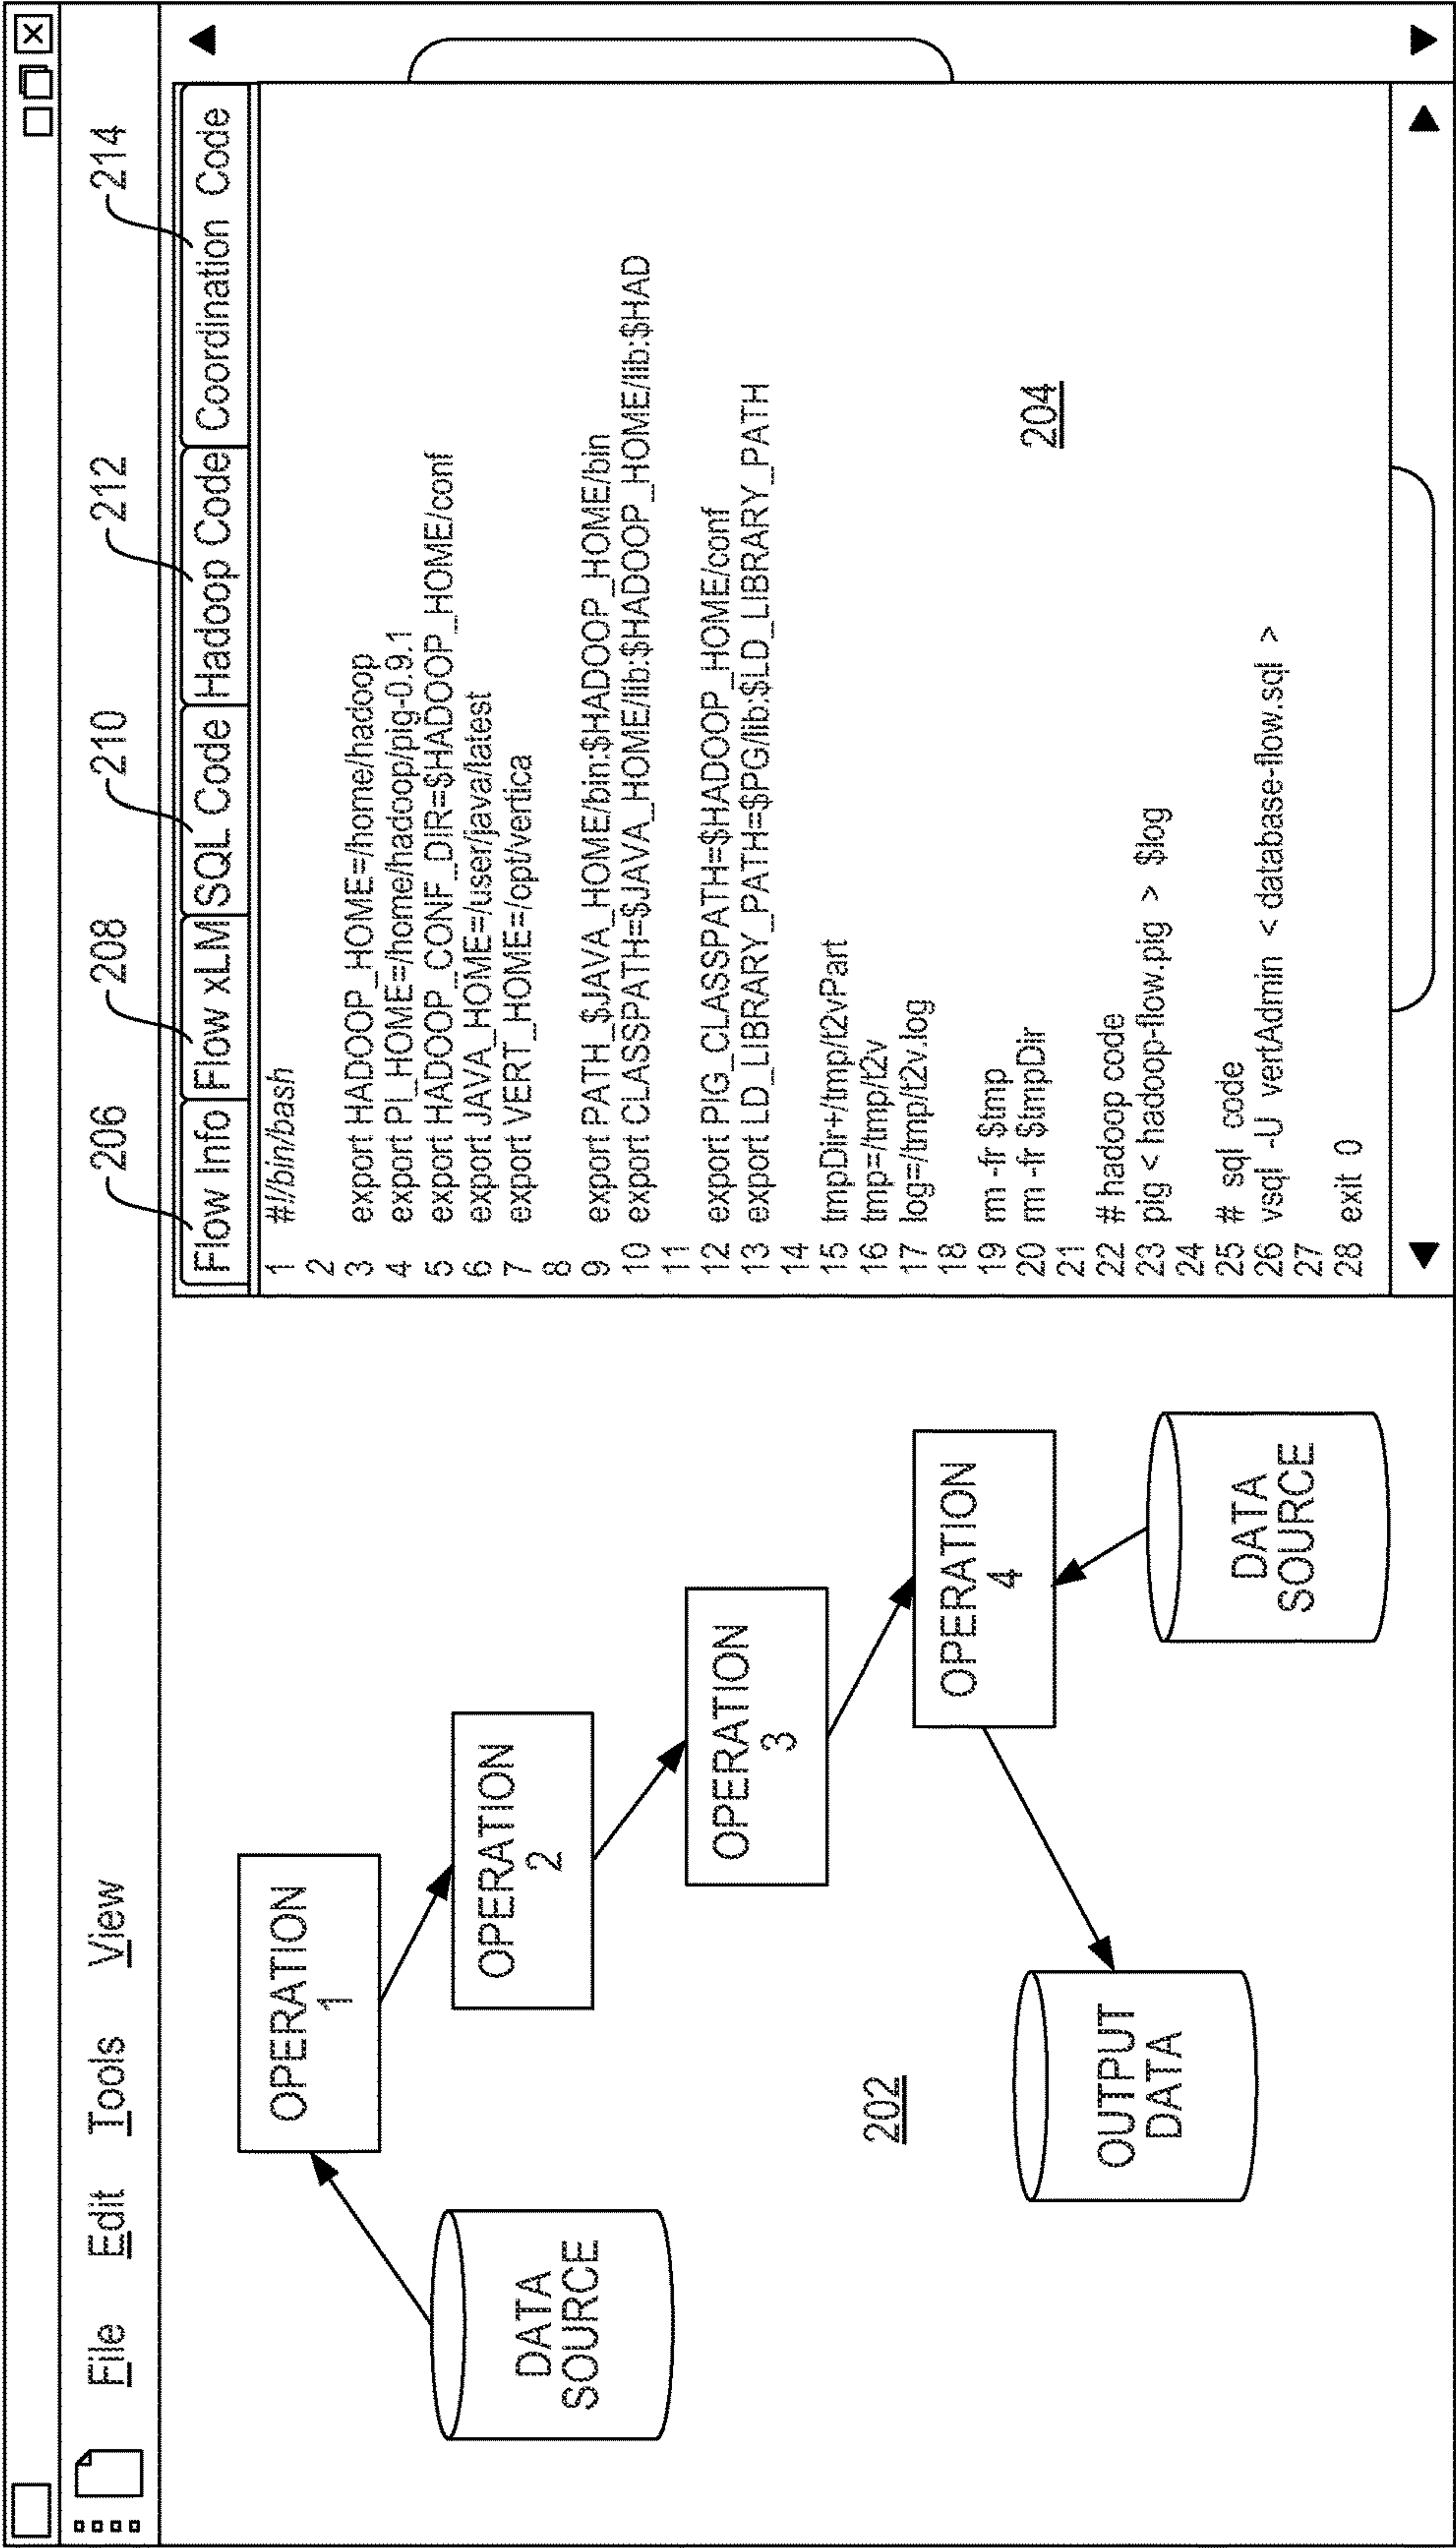 File Edit Tools View
OPERATION
1
DATA
SOURCE
OPERATION
2
OPERATION
3
202
OPERATION
4
OUTPUT
DATA
DATA
SOURCE
206
208
210
212
214
Flow Info Flow xLM SQL Code Hadoop Code Coordination Code
1 #!/bin/bash
2
3 export HADOOP_HOME=/home/hadoop
4 export PI_HOME=/home/hadoop/pig-0.9.1
5 export HADOOP_CONF_DIR=$HADOOP_HOME/conf
6 export JAVA_HOME=/user/java/latest
7 export VERT_HOME=/opt/vertica
8
9 export PATH_$JAVA_HOME/bin:$HADOOP_HOME/bin
10 export CLASSPATH=$JAVA_HOME/lib:$HADOOP_HOME/lib:$HAD
11
12 export PIG_CLASSPATH=$HADOOP_HOME/conf
13 export LD_LIBRARY_PATH=$PG/lib:$LD_LIBRARY_PATH
14
15 tmpDir+/tmp/t2vPart
16 tmp=/tmp/t2v
17 log=/tmp/t2v.log
18
19 rm -fr $tmp
20 rm -fr $tmpDir
21
22 # hadoop code
23 pig < hadoop-flow.pig > $log
24
25 # sql code
26 vsql -U vertAdmin < database-flow.sql >
27
28 exit 0
204